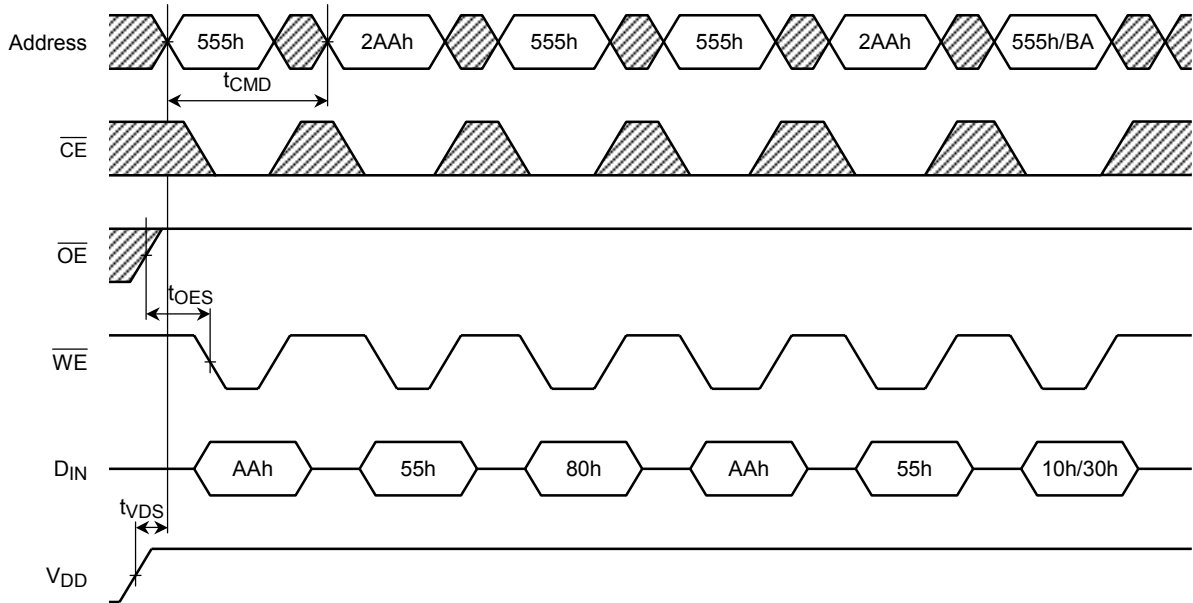 Address 555h 2AAh 555h 555h 2AAh 555h/BA
tCMD
CE
OE
tOES
WE
DIN AAh 55h 80h AAh 55h 10h/30h
tVDS
VDD